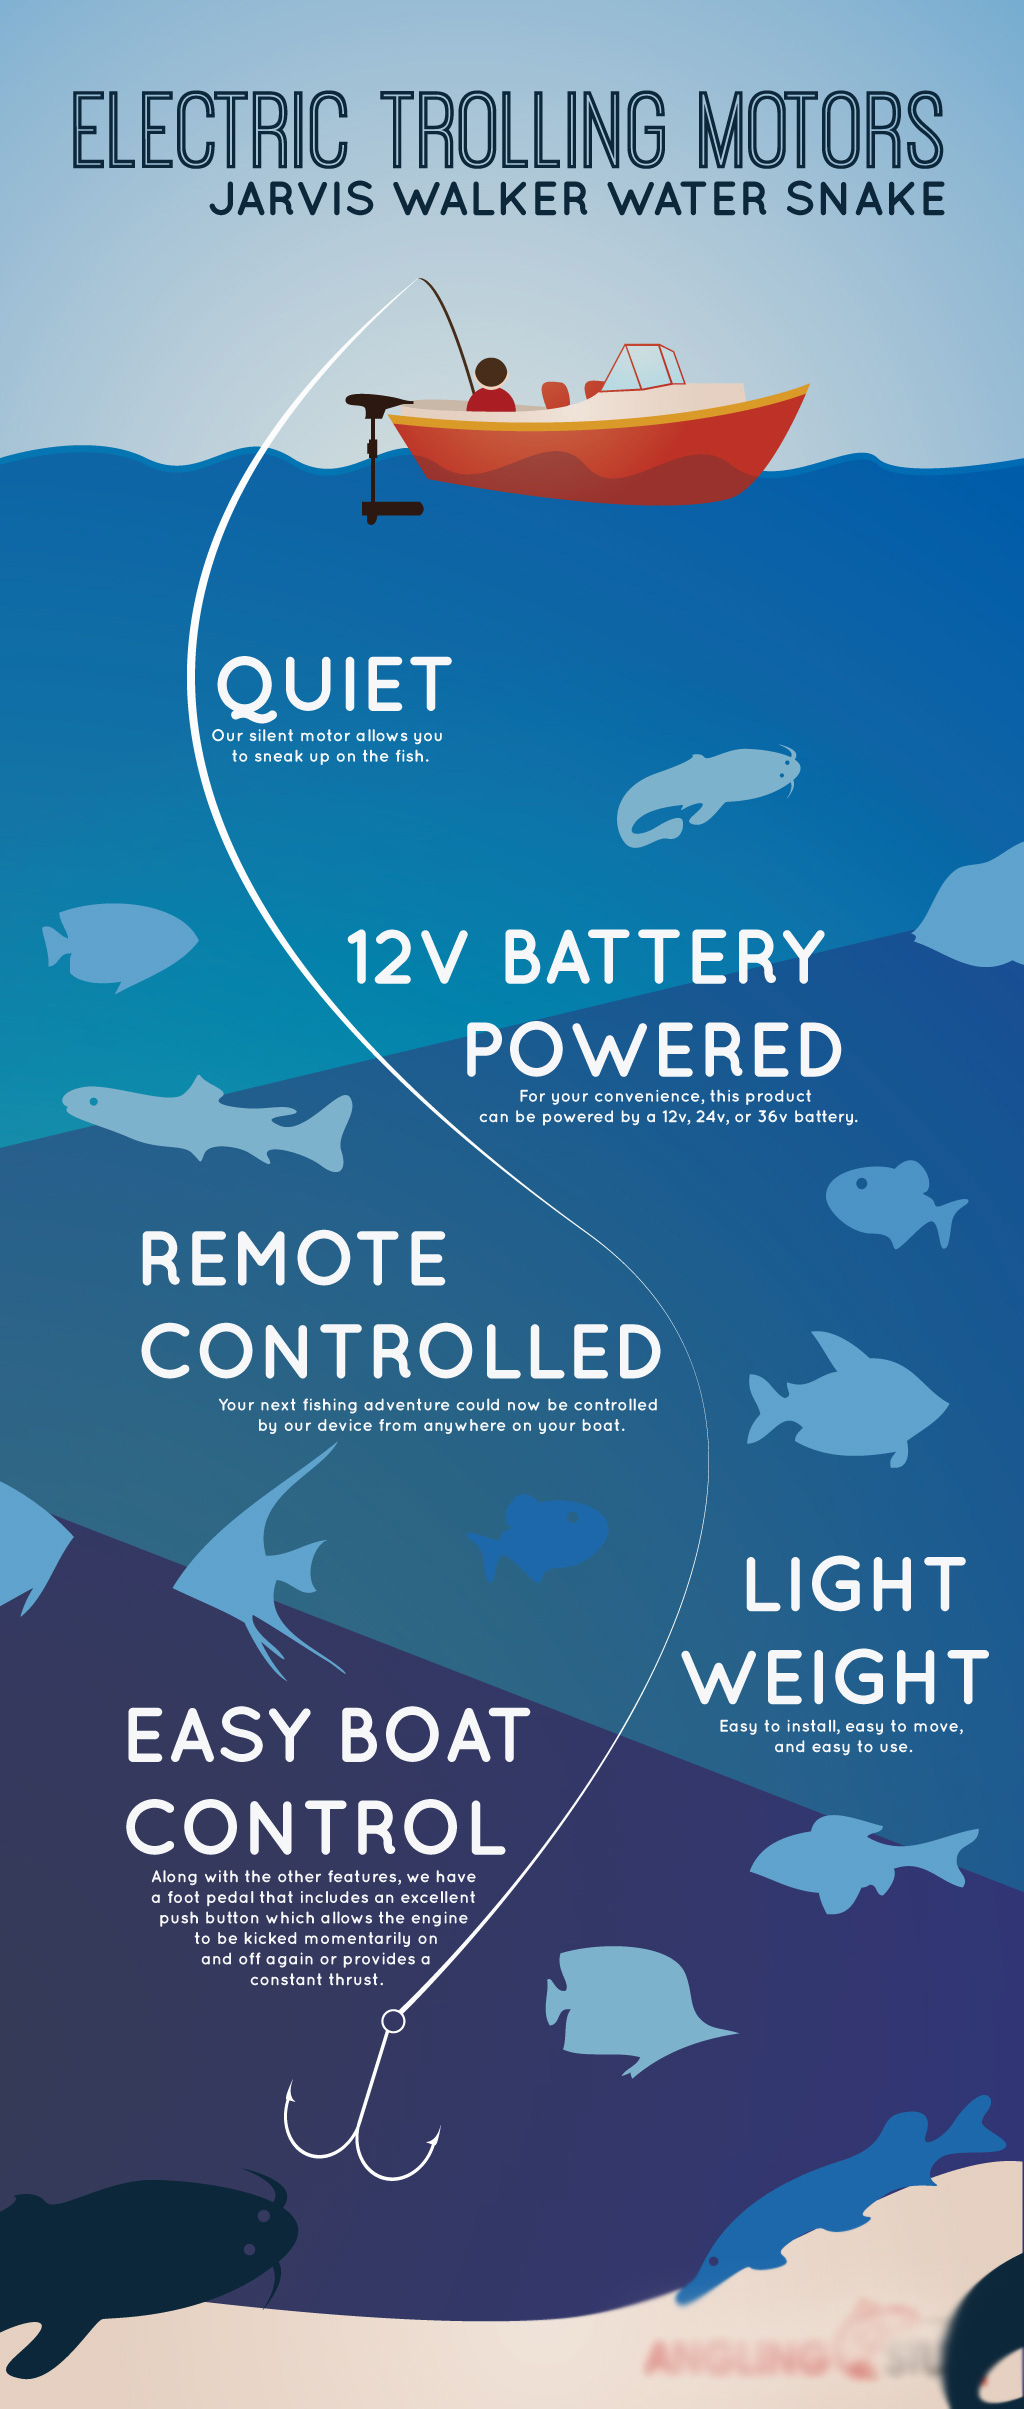 ELECTRIC TROLLING MOTORS
JARVIS WALKER WATER SNAKE
QUIET
Our silent motor allows you
to sneak up on the fish.
12V BATTERY
POWERED
For your convenience, this product
can be powered by a 12v, 24v, or 36v battery.
REMOTE
CONTROLLED
Your next fishing adventure could now be controlled
by our device from anywhere on your boat.
LIGHT
WEIGHT
Easy to install, easy to move,
and easy to use.
EASY BOAT
CONTROL
Along with the other features, we have
a foot pedal that includes an excellent
push button which allows the engine
to be kicked momentarily on
and off again or provides a
constant thrust.
ANGLING